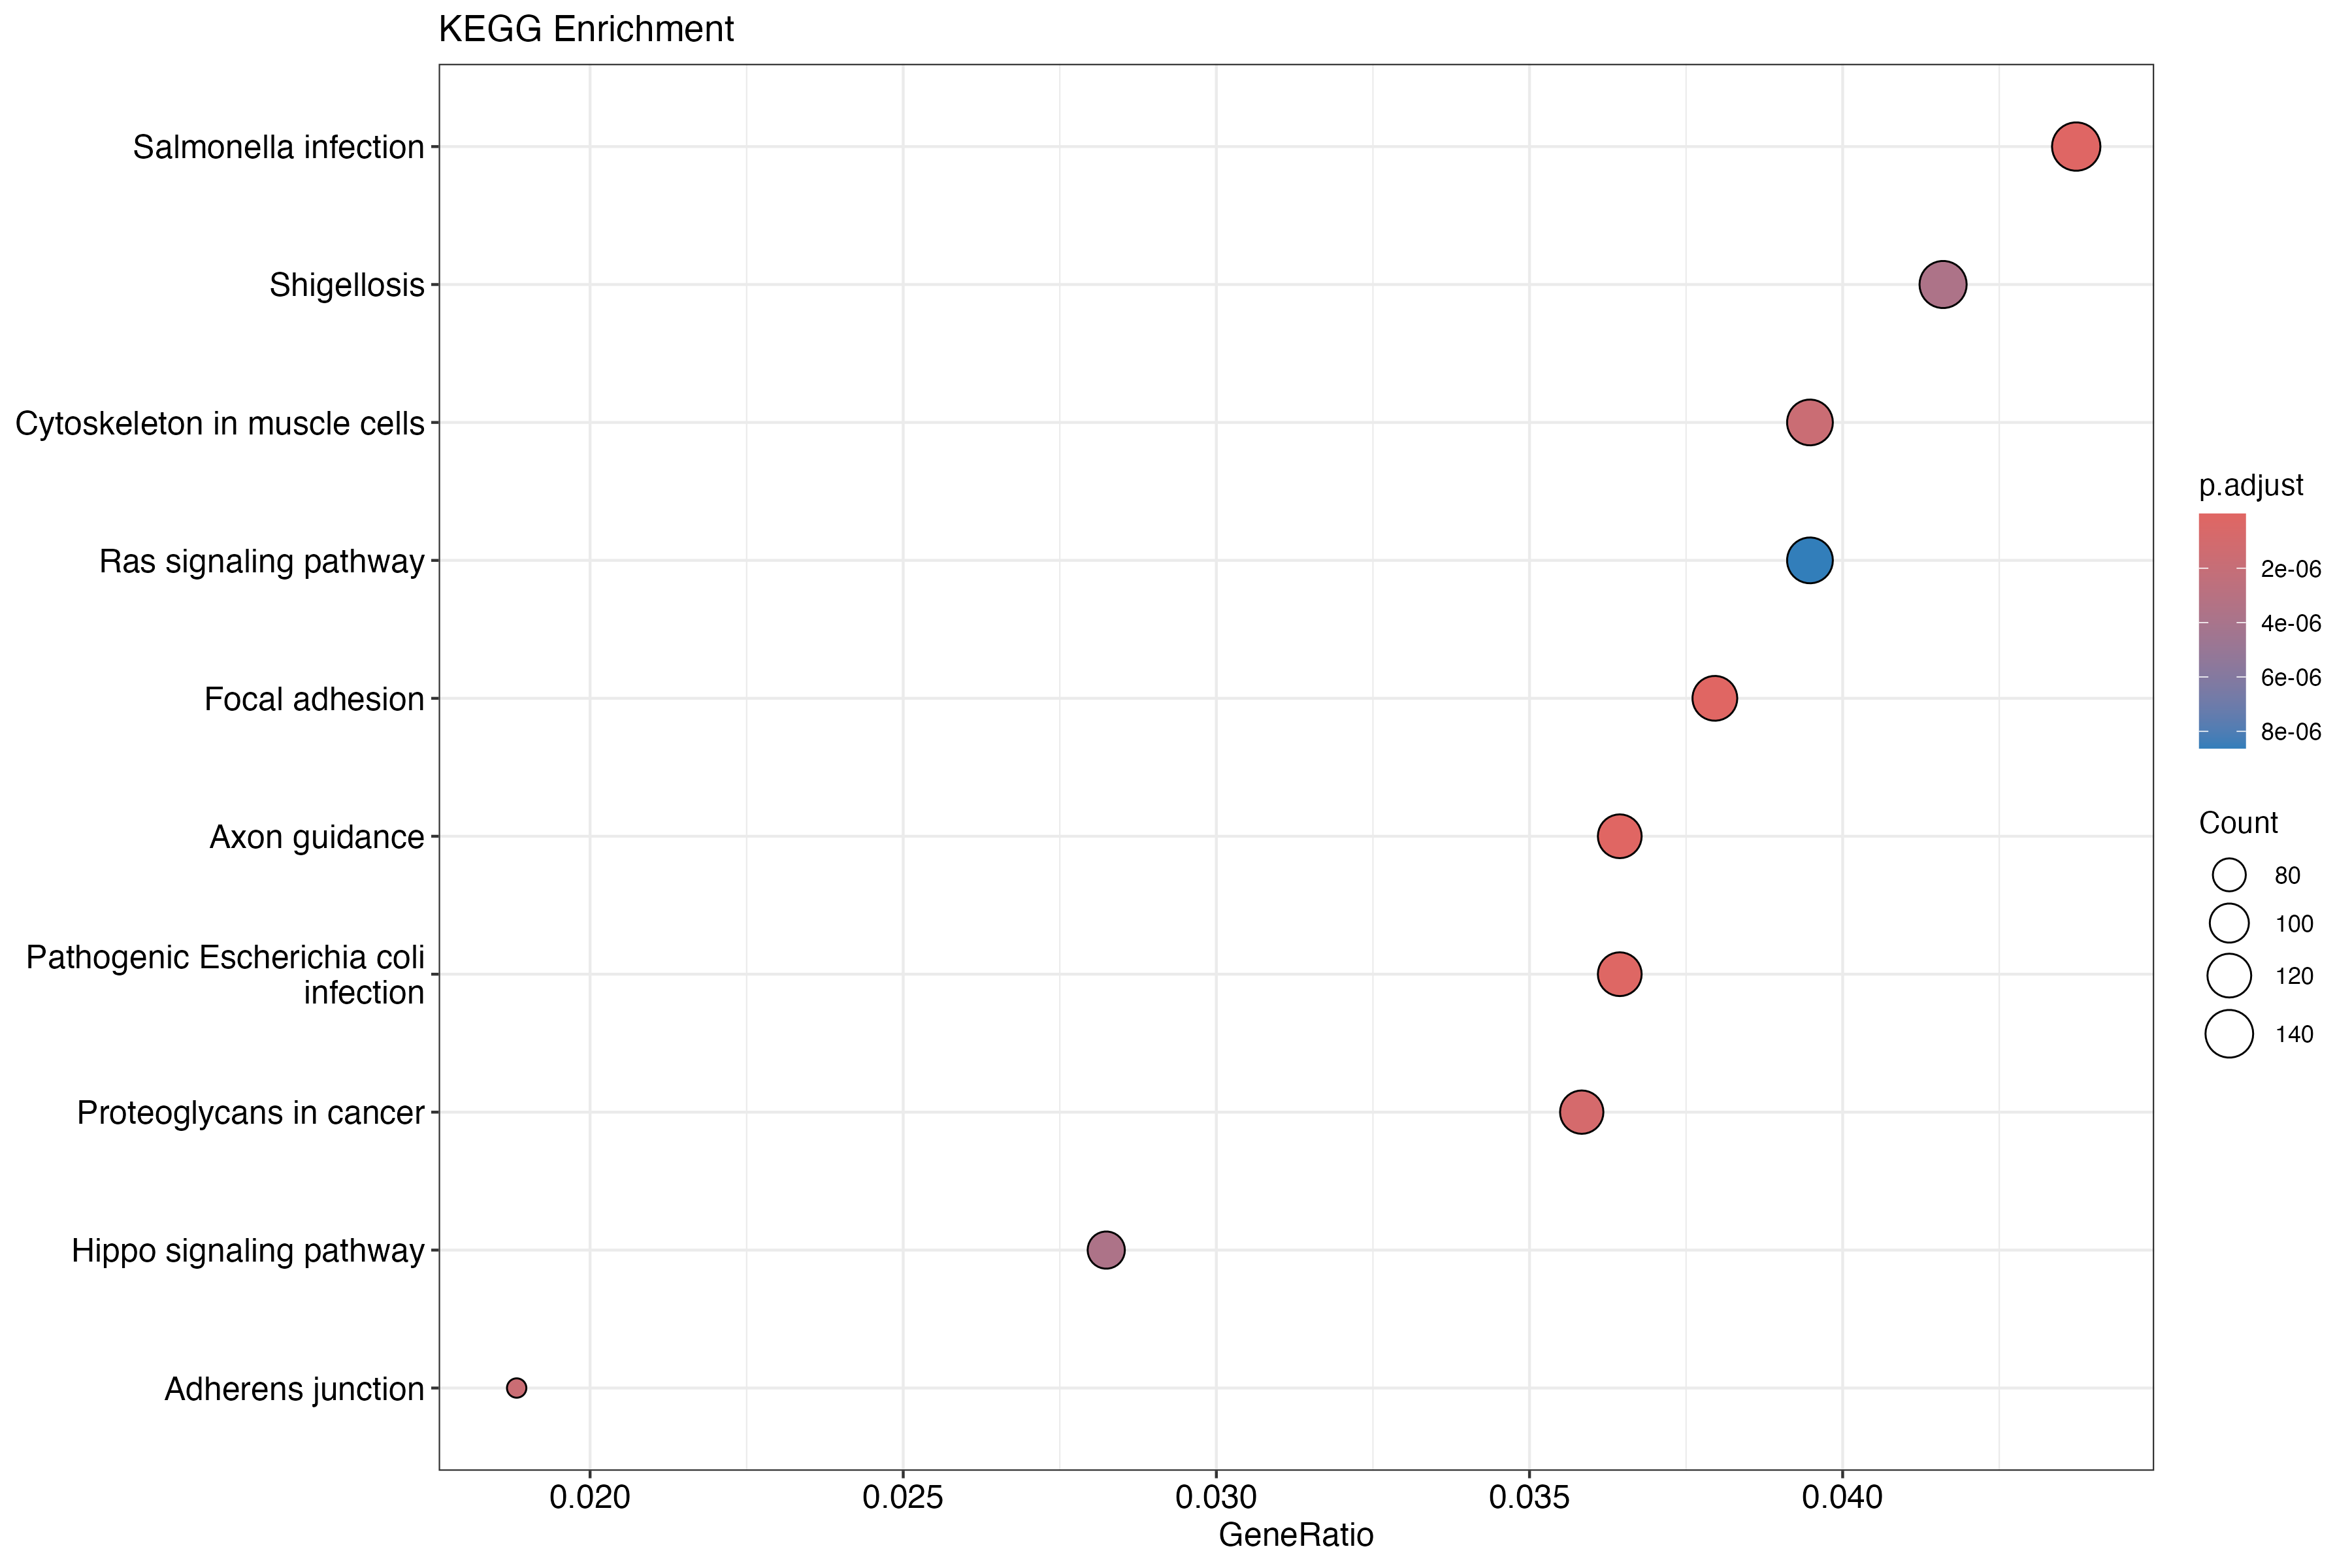 KEGG Enrichment
Salmonella infection
Shigellosis
Cytoskeleton in muscle cells
Ras signaling pathway
Focal adhesion
Axon guidance
Pathogenic Escherichia coli
infection
Proteoglycans in cancer
Hippo signaling pathway
Adherens junction
0.020
0.025
0.030
0.035
0.040
GeneRatio
p.adjust
2e-06
4e-06
6e-06
8e-06
Count
80
100
120
140